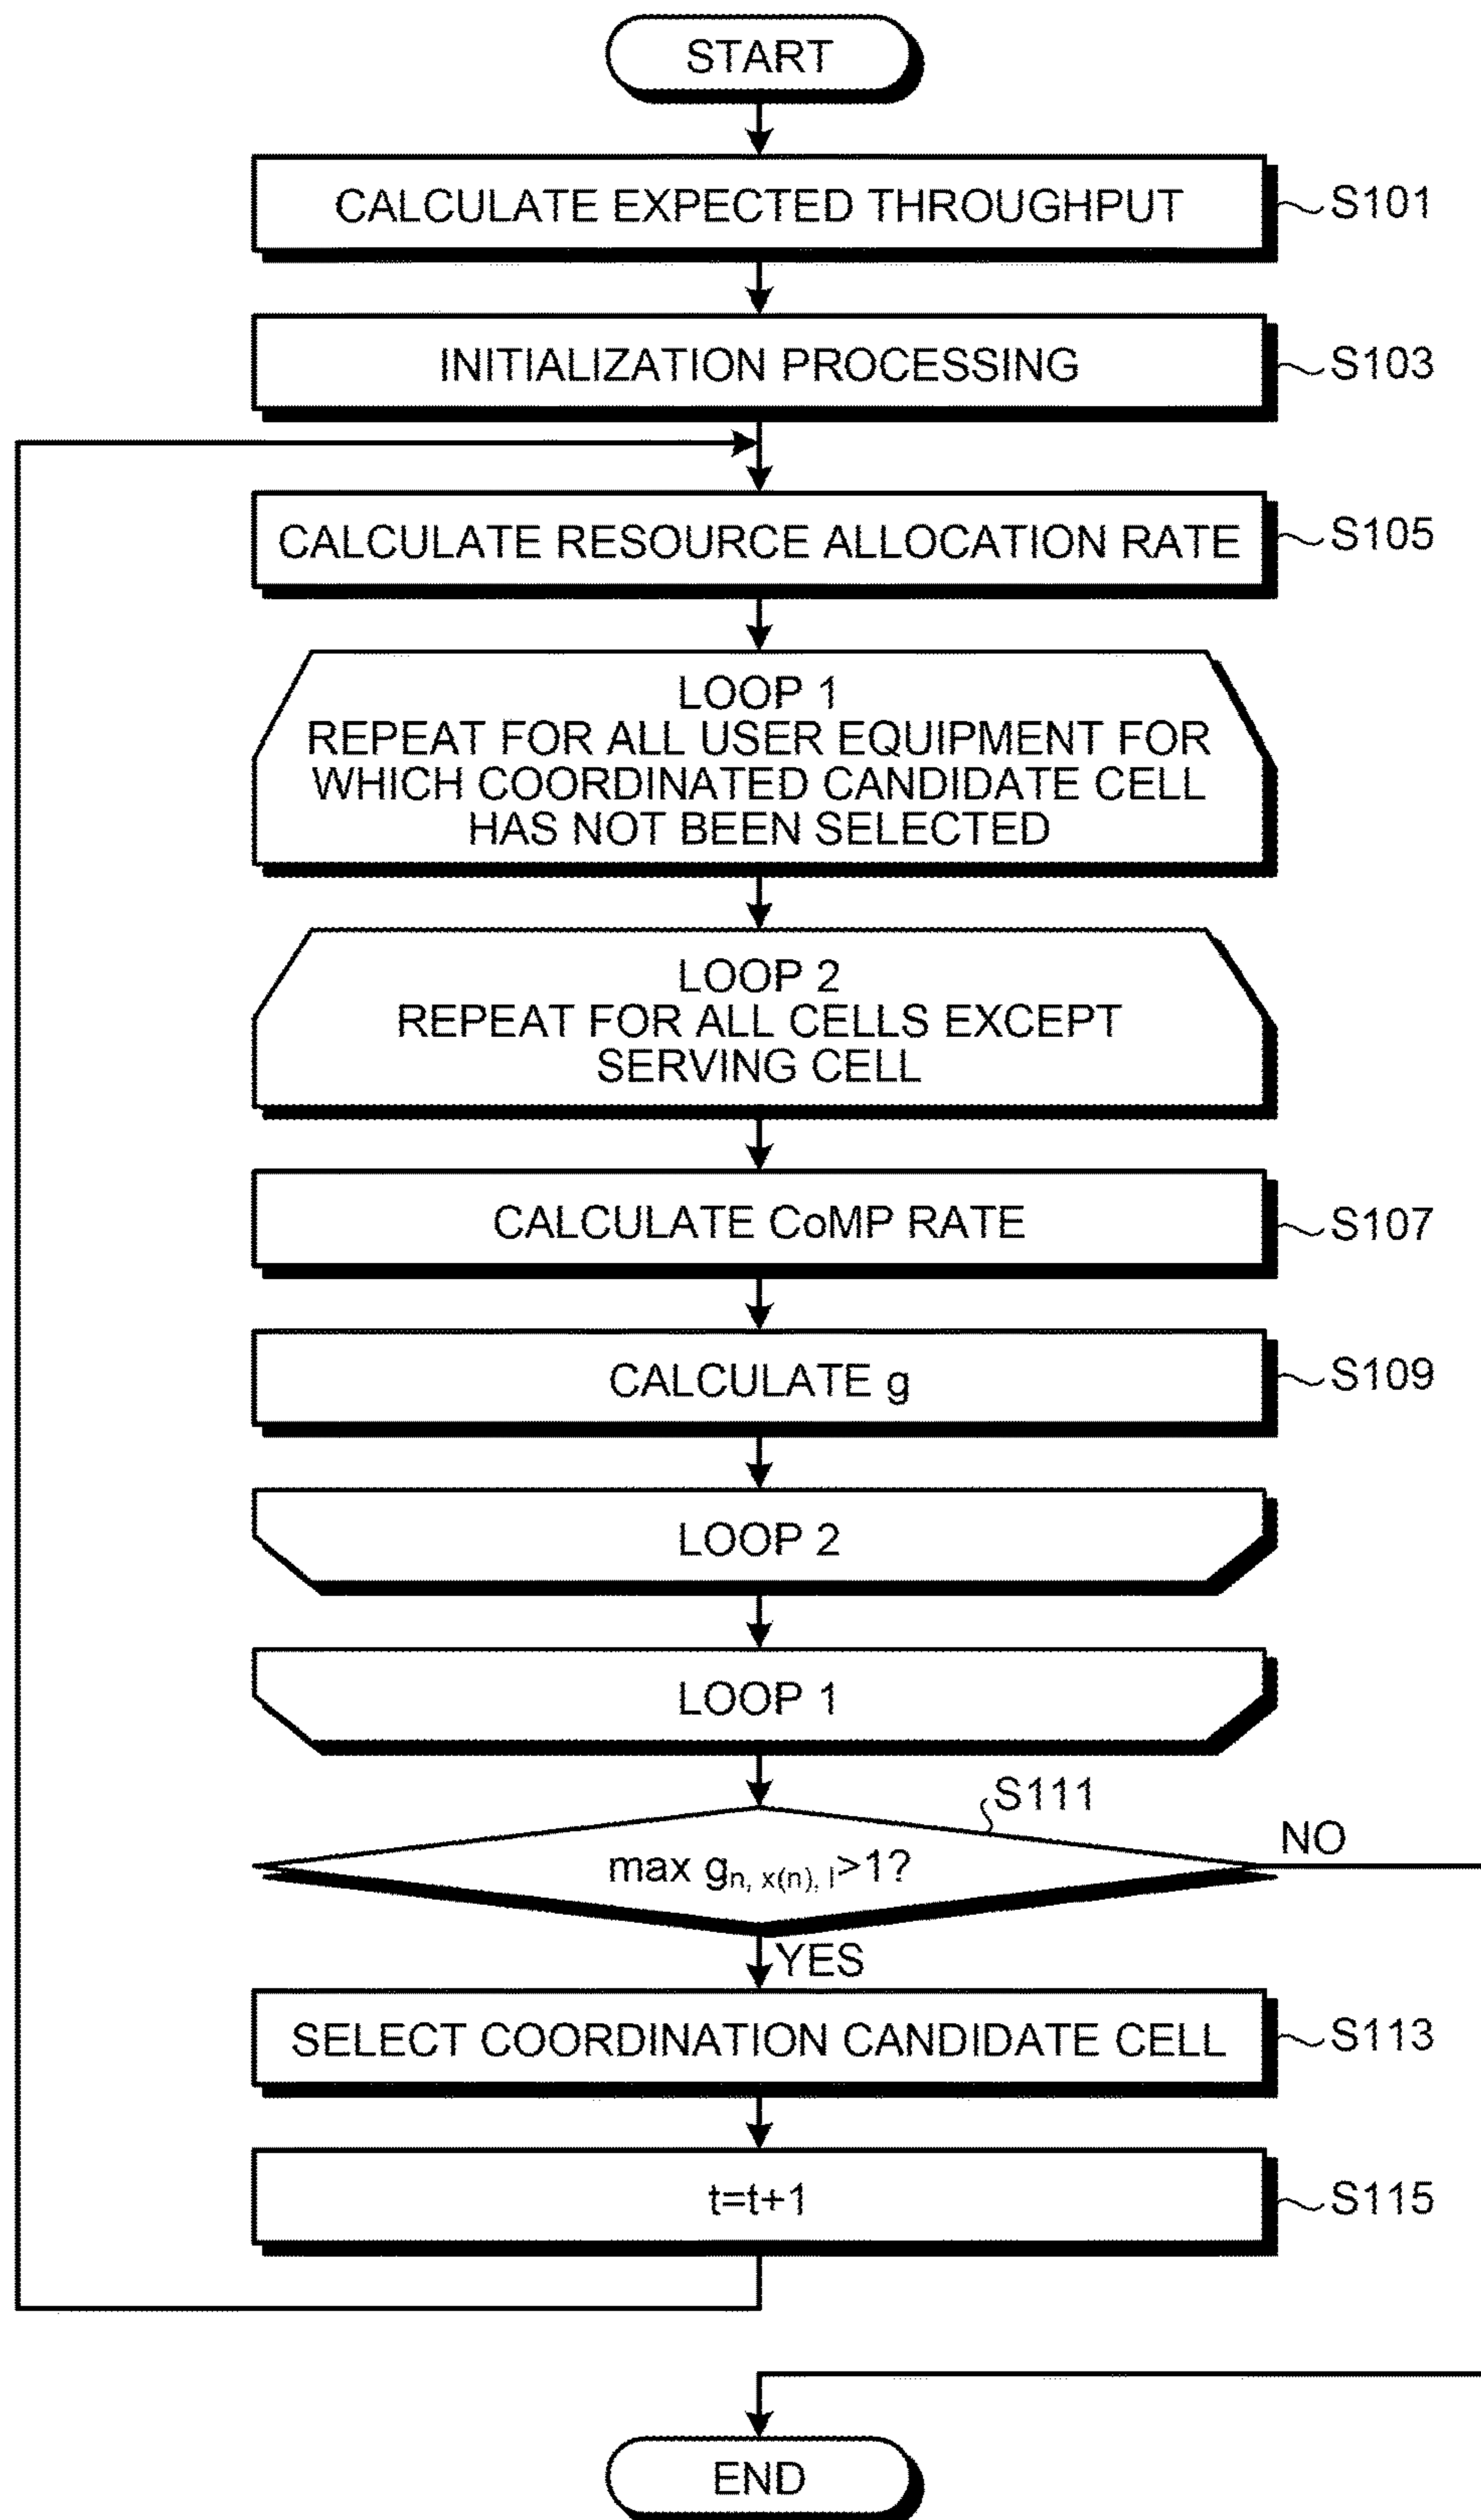 START
CALCULATE EXPECTED THROUGHPUT
S101
INITIALIZATION PROCESSING
S103
CALCULATE RESOURCE ALLOCATION RATE
S105
LOOP 1
REPEAT FOR ALL USER EQUIPMENT FOR
WHICH COORDINATED CANDIDATE CELL
HAS NOT BEEN SELECTED
LOOP 2
REPEAT FOR ALL CELLS EXCEPT
SERVING CELL
CALCULATE CoMP RATE
S107
CALCULATE g
S109
LOOP 2
LOOP 1
S111
max gn, x(n), l>1?
NO
YES
SELECT COORDINATION CANDIDATE CELL
S113
t=t+1
S115
END